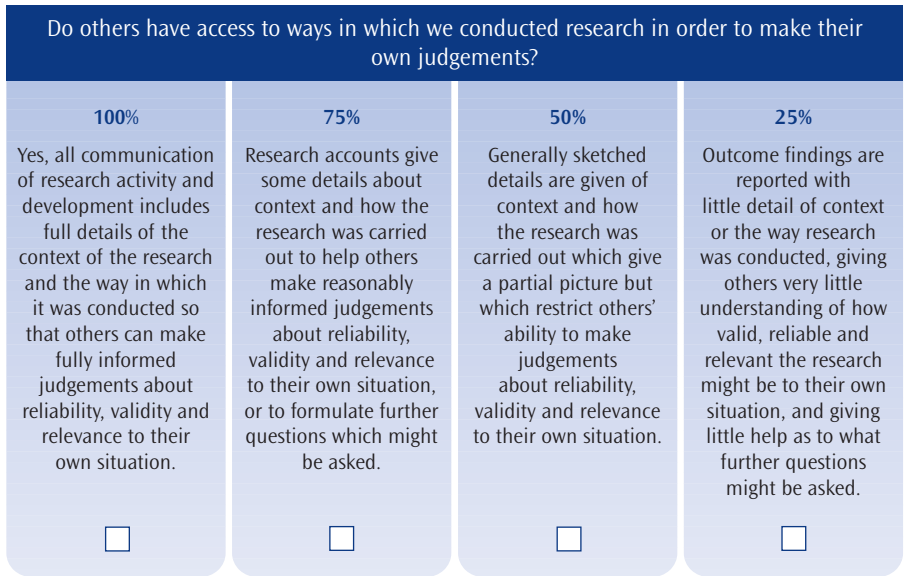 Do others have access to ways in which we conducted research in order to make their
own judgements?
100%
Yes, all communication
of research activity and
development includes
full details of the
context of the research
and the way in which
it was conducted so
that others can make
fully informed
judgements about
reliability, validity and
relevance to their
own situation.
75%
Research accounts give
some details about
context and how the
research was carried
out to help others
make reasonably
informed judgements
about reliability,
validity and relevance
to their own situation,
or to formulate further
questions which might
be asked.
50%
Generally sketched
details are given of
context and how
the research was
carried out which give
a partial picture but
which restrict others’
ability to make
judgements
about reliability,
validity and relevance
to their own situation.
25%
Outcome findings are
reported with
little detail of context
or the way research
was conducted, giving
others very little
understanding of how
valid, reliable and
relevant the research
might be to their own
situation, and giving
little help as to what
further questions
might be asked.